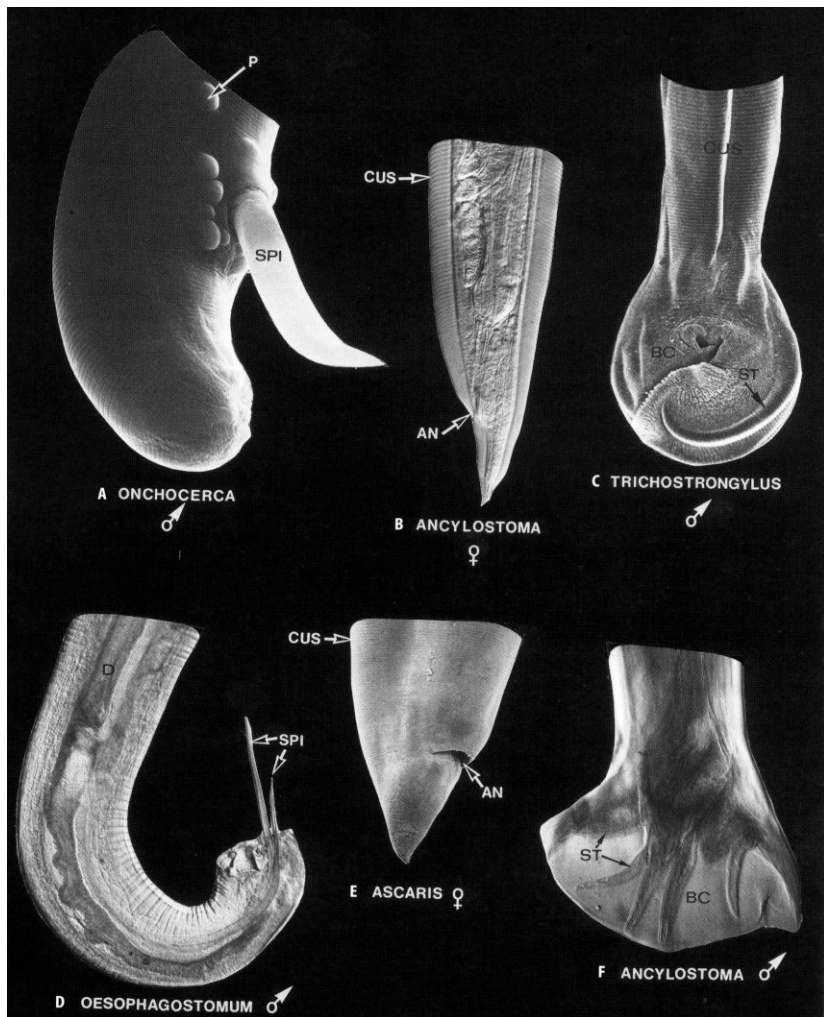 P
SPI
A ONCHOCERCA
♂
CUS
AN
B ANCYLOSTOMA
♀
CUS
BC
ST
C TRICHOSTRONGYLUS
♂
D
SPI
D OESOPHAGOSTOMUM ♂
CUS
AN
E ASCARIS ♀
ST
BC
F ANCYLOSTOMA ♂